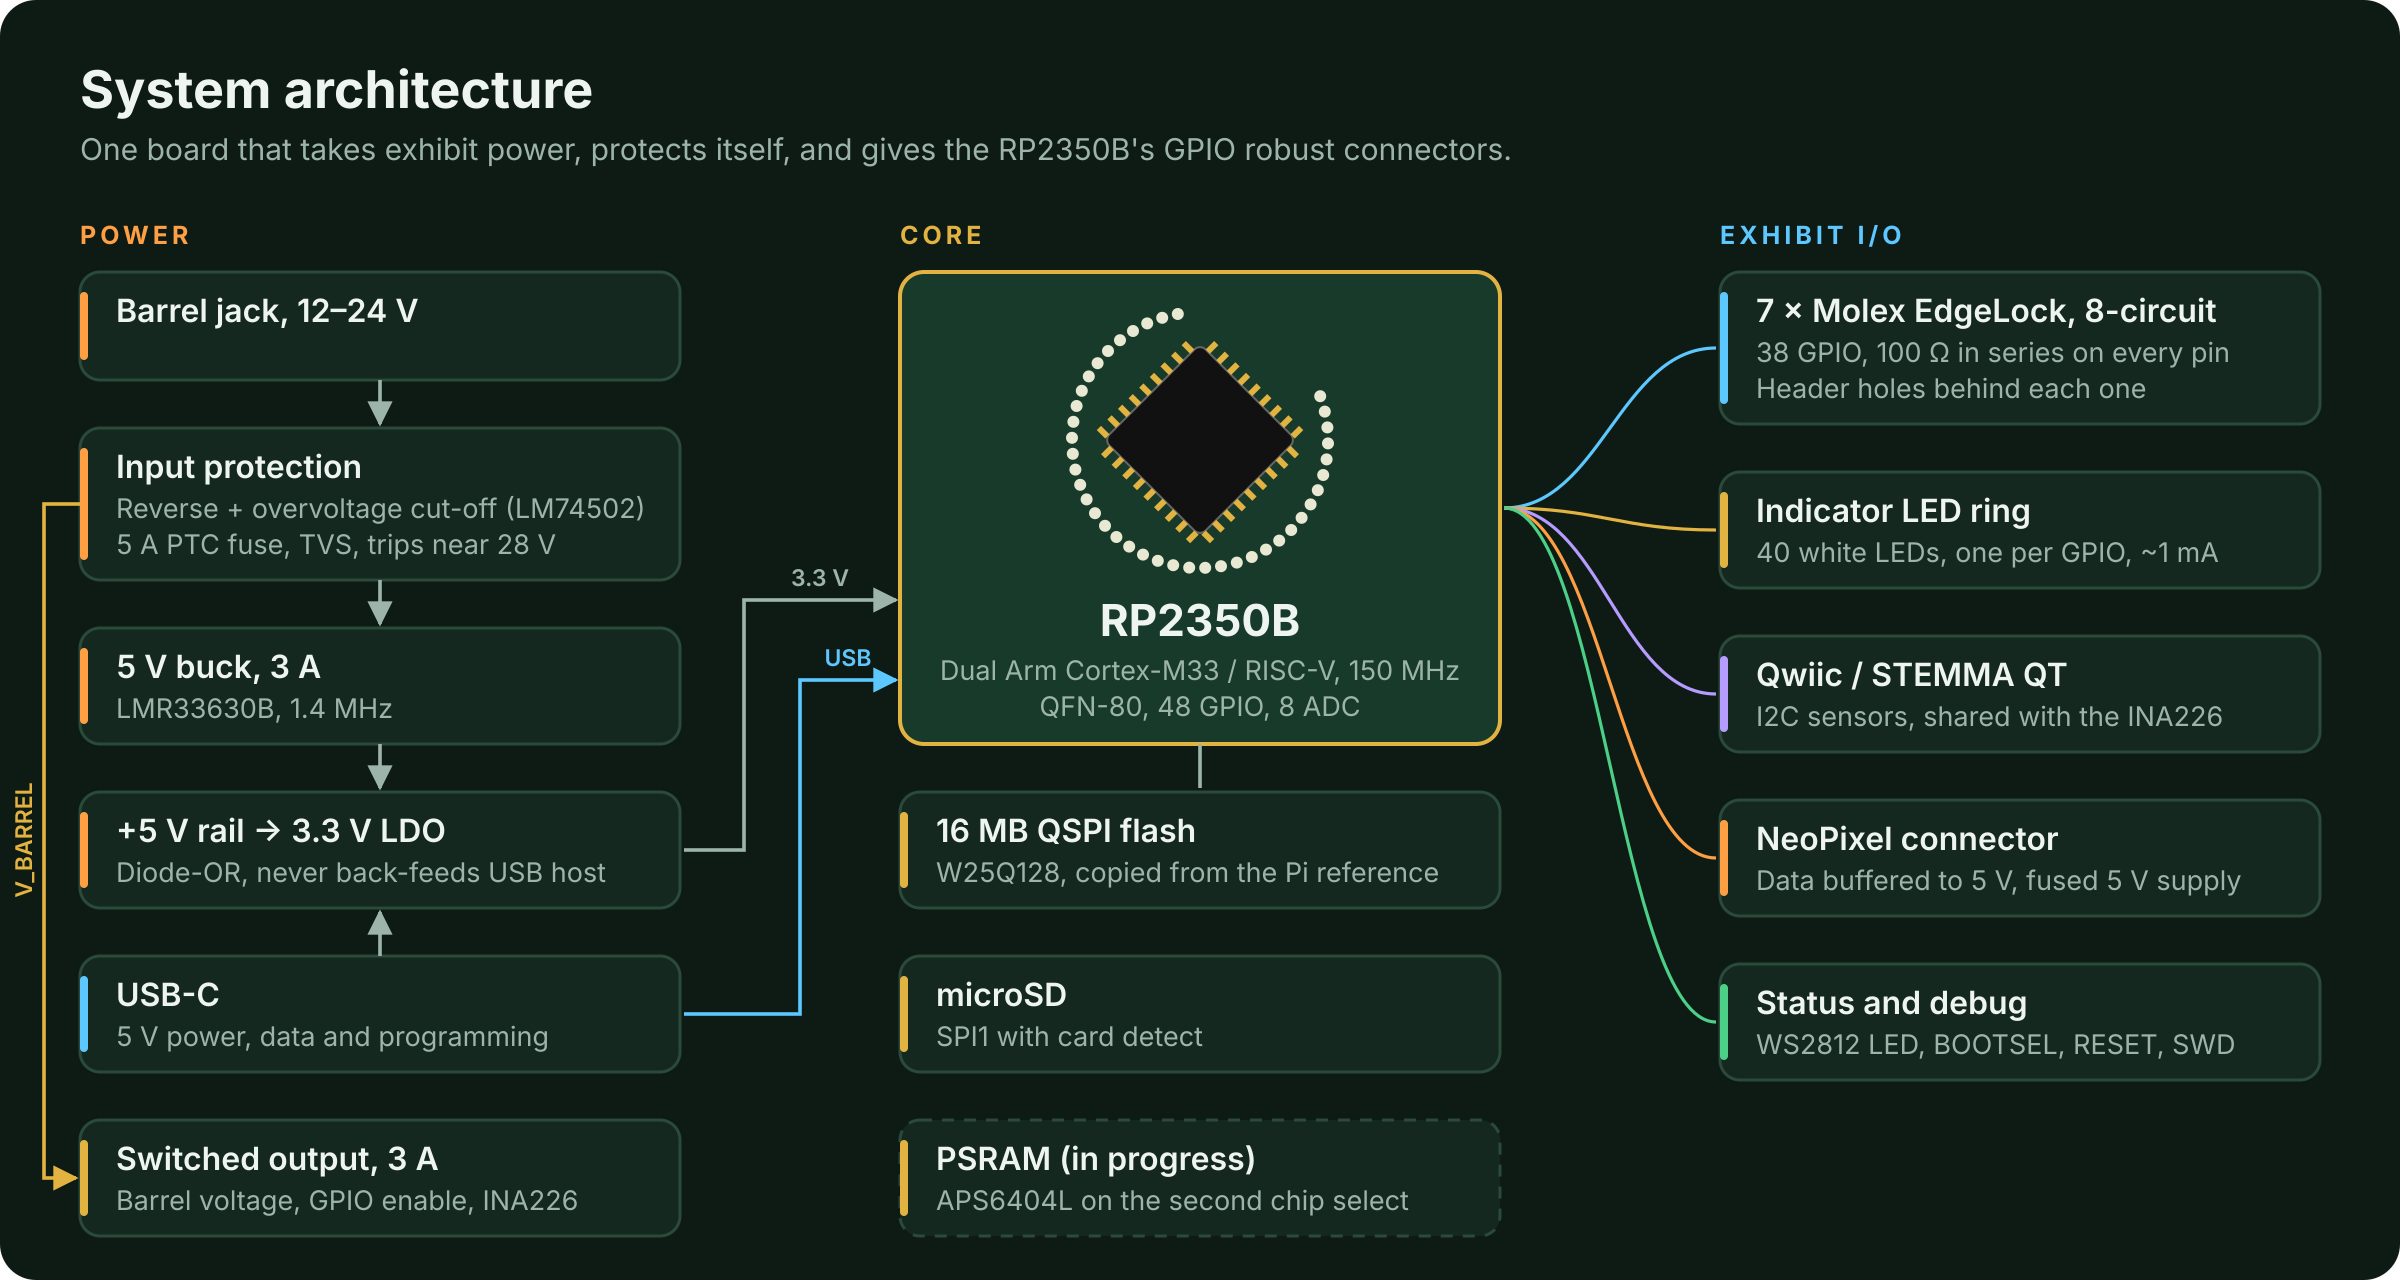 System architecture
One board that takes exhibit power, protects itself, and gives the RP2350B's GPIO robust connectors.
POWER
Barrel jack, 12–24 V
Input protection
Reverse + overvoltage cut-off (LM74502)
5 A PTC fuse, TVS, trips near 28 V
5 V buck, 3 A
LMR33630B, 1.4 MHz
+5 V rail → 3.3 V LDO
Diode-OR, never back-feeds USB host
USB-C
5 V power, data and programming
Switched output, 3 A
Barrel voltage, GPIO enable, INA226
V_BARREL
3.3 V
USB
CORE
RP2350B
Dual Arm Cortex-M33 / RISC-V, 150 MHz
QFN-80, 48 GPIO, 8 ADC
16 MB QSPI flash
W25Q128, copied from the Pi reference
microSD
SPI1 with card detect
PSRAM (in progress)
APS6404L on the second chip select
EXHIBIT I/O
7 × Molex EdgeLock, 8-circuit
38 GPIO, 100 Ω in series on every pin
Header holes behind each one
Indicator LED ring
40 white LEDs, one per GPIO, ~1 mA
Qwiic / STEMMA QT
I2C sensors, shared with the INA226
NeoPixel connector
Data buffered to 5 V, fused 5 V supply
Status and debug
WS2812 LED, BOOTSEL, RESET, SWD